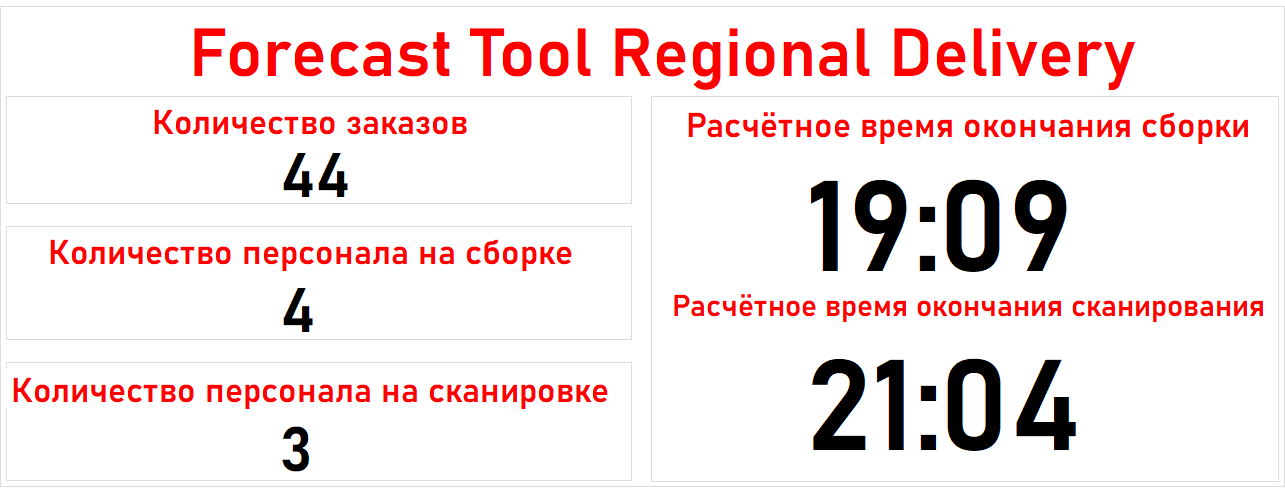 Forecast Tool Regional Delivery
Количество заказов
44
Количество персонала на сборке
4
Количество персонала на сканировке
3
Расчётное время окончания сборки
19:09
Расчётное время окончания сканирования
21:04